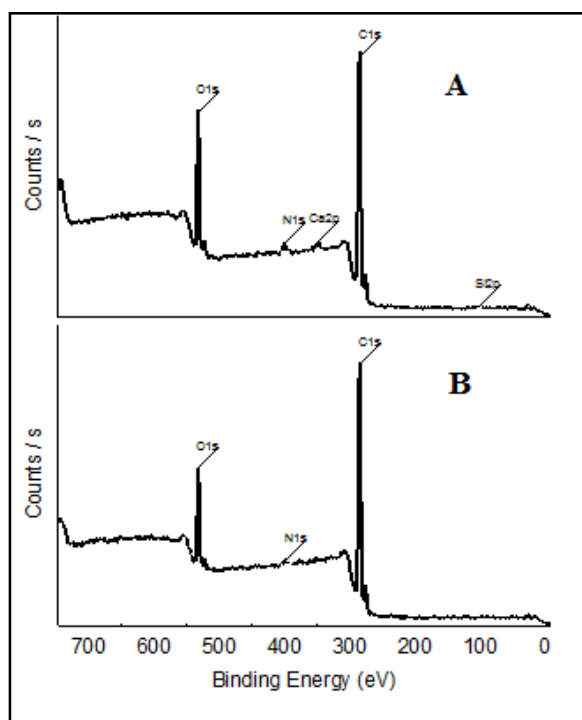 C1s
A
O1s
N1s Ca2p
Si2p
Counts / s
C1s
B
O1s
N1s
Counts / s
700 600 500 400 300 200 100 0
Binding Energy (eV)